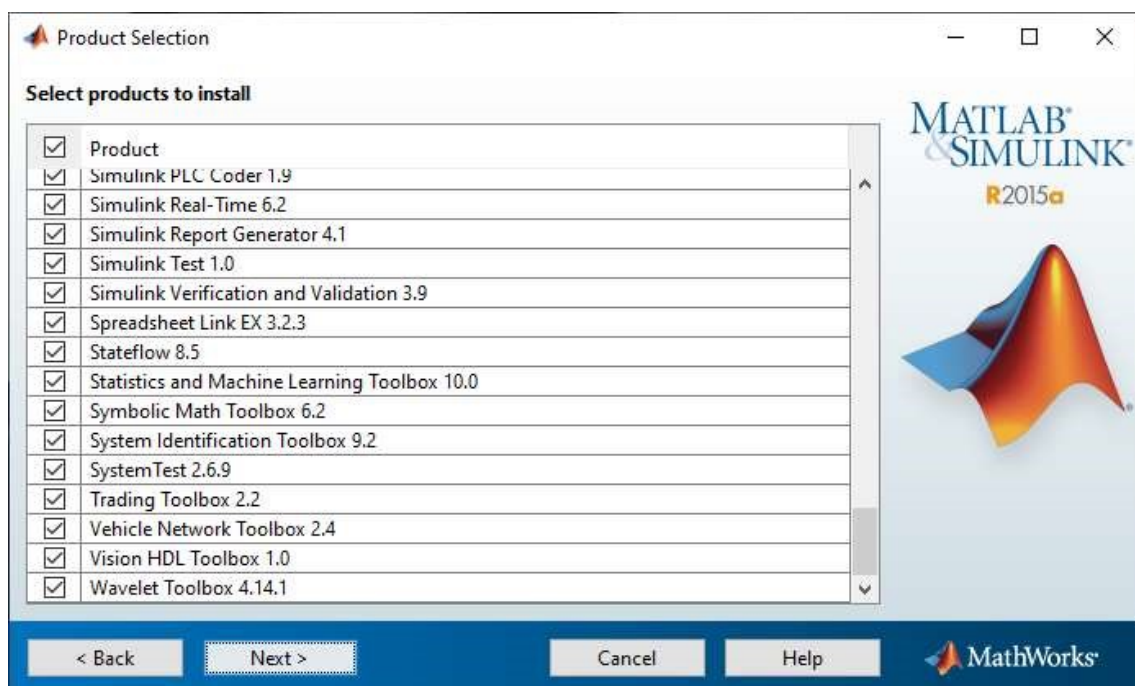 Product Selection
Select products to install
Product
Simulink PLC Coder 1.9
Simulink Real-Time 6.2
Simulink Report Generator 4.1
Simulink Test 1.0
Simulink Verification and Validation 3.9
Spreadsheet Link EX 3.2.3
Stateflow 8.5
Statistics and Machine Learning Toolbox 10.0
Symbolic Math Toolbox 6.2
System Identification Toolbox 9.2
SystemTest 2.6.9
Trading Toolbox 2.2
Vehicle Network Toolbox 2.4
Vision HDL Toolbox 1.0
Wavelet Toolbox 4.14.1
MATLAB®
&SIMULINK®
R2015a
®
< Back
Next >
Cancel
Help
MathWorks®